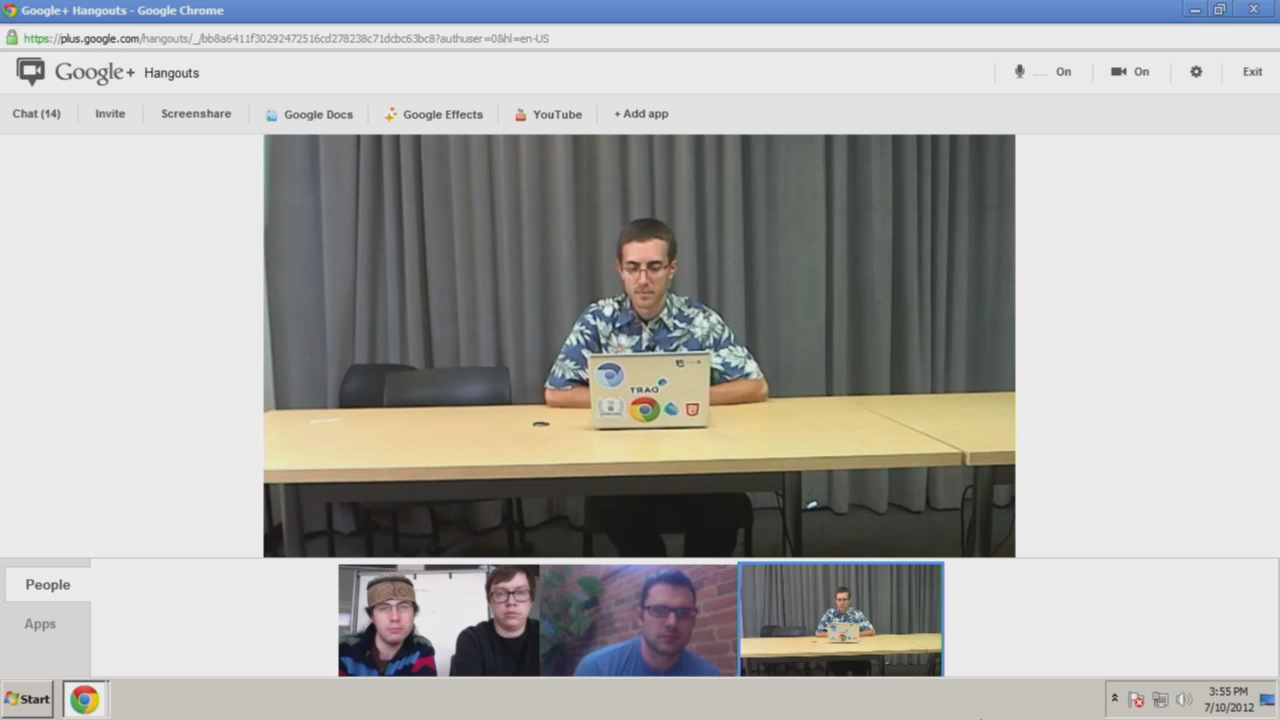 Google+ Hangouts - Google Chrome
https://plus.google.com/hangouts/_/bb8a6411f30292472516cd278238c71dcbc63bc8?authuser=0&hl=en-US
Google+ Hangouts
On
On
Exit
Chat (14)
Invite
Screenshare
Google Docs
Google Effects
YouTube
+ Add app
DART
People
Apps
Start
3:55 PM
7/10/2012